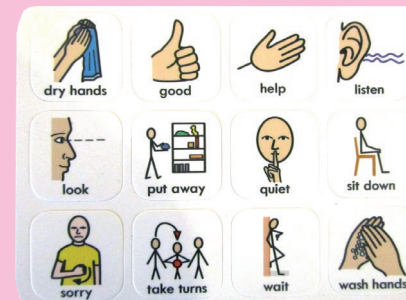 dry hands
good
help
listen
look
put away
quiet
sit down
sorry
take turns
wait
wash hands